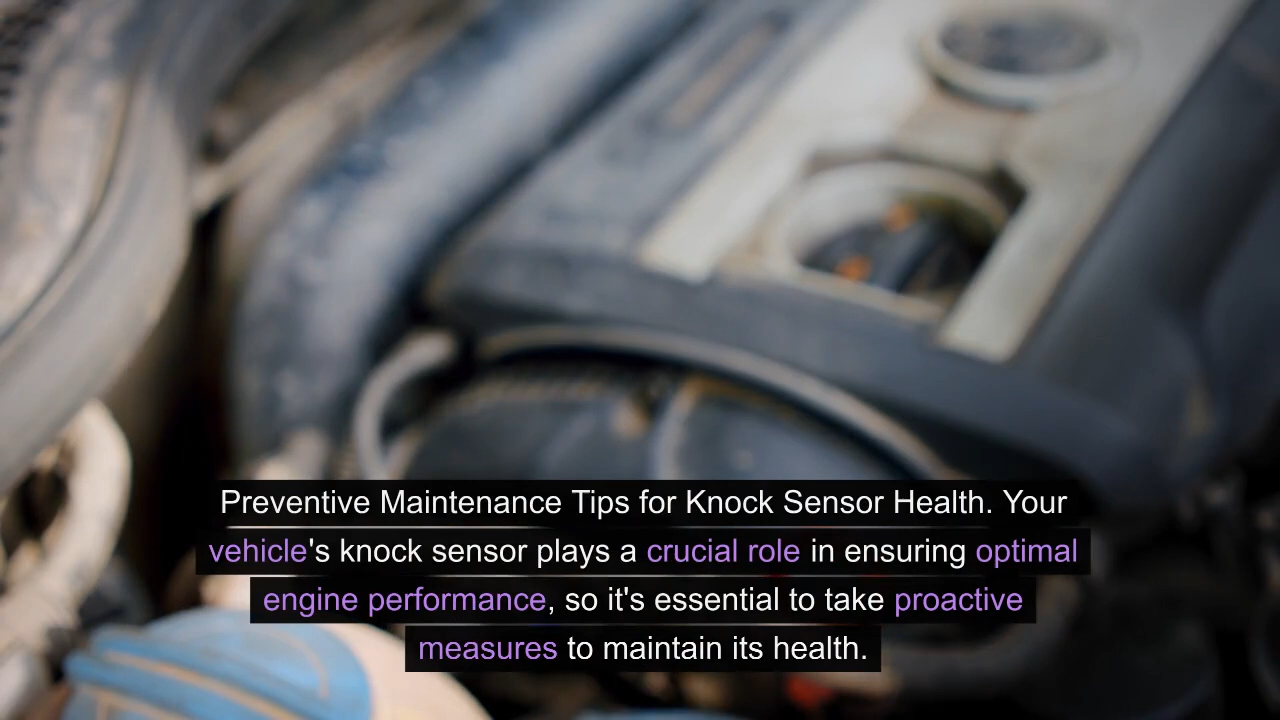 Preventive Maintenance Tips for Knock Sensor Health. Your
vehicle's knock sensor plays a crucial role in ensuring optimal
engine performance, so it's essential to take proactive
measures to maintain its health.